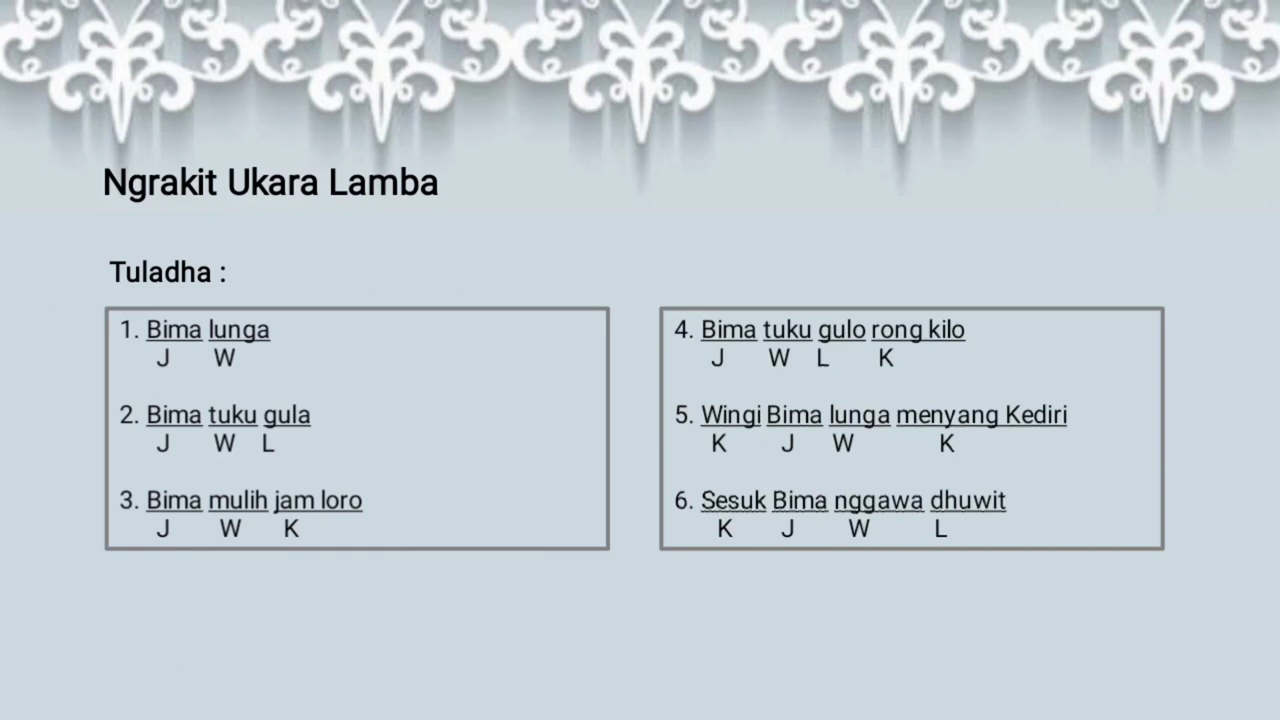 Ngrakit Ukara Lamba
Tuladha :
1. Bima lunga
J W
2. Bima tuku gula
J W L
3. Bima mulih jam loro
J W K
4. Bima tuku gulo rong kilo
J W L K
5. Wingi Bima lunga menyang Kediri
K J W K
6. Sesuk Bima nggawa dhuwit
K J W L